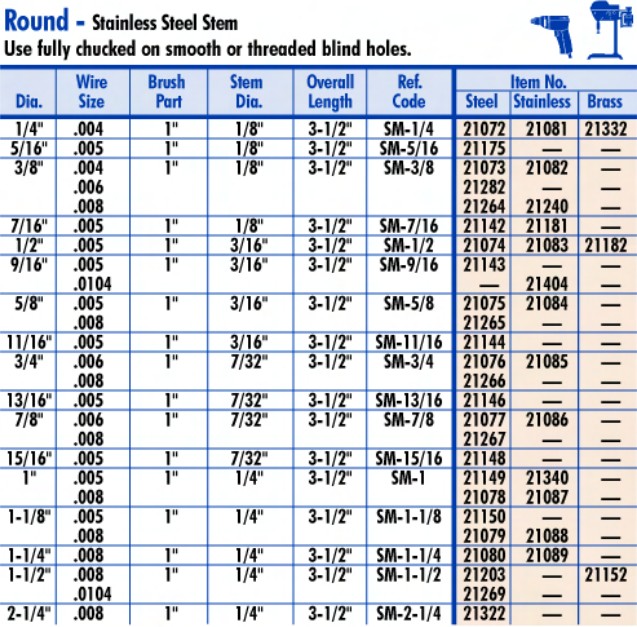 Round - Stainless Steel Stem
Use fully chucked on smooth or threaded blind holes.
Wire Brush Stem Overall Ref. Item No.
Dia. Size Part Dia. Length Code Steel Stainless Brass
1/4" .004 1" 1/8" 3-1/2" SM-1/4 21072 21081 21332
5/16" .005 1" 1/8" 3-1/2" SM-5/16 21175 — —
3/8" .004 1" 1/8" 3-1/2" SM-3/8 21073 21082 —
.006 21282 — —
.008 21264 21240 —
7/16" .005 1" 1/8" 3-1/2" SM-7/16 21142 21181 —
1/2" .005 1" 3/16" 3-1/2" SM-1/2 21074 21083 21182
9/16" .005 1" 3/16" 3-1/2" SM-9/16 21143 — —
.0104 — 21404 —
5/8" .005 1" 3/16" 3-1/2" SM-5/8 21075 21084 —
.008 21265 — —
11/16" .005 1" 3/16" 3-1/2" SM-11/16 21144 — —
3/4" .006 1" 7/32" 3-1/2" SM-3/4 21076 21085 —
.008 21266 — —
13/16" .005 1" 7/32" 3-1/2" SM-13/16 21146 — —
7/8" .006 1" 7/32" 3-1/2" SM-7/8 21077 21086 —
.008 21267 — —
15/16" .005 1" 7/32" 3-1/2" SM-15/16 21148 — —
1" .005 1" 1/4" 3-1/2" SM-1 21149 21340 —
.008 21078 21087 —
1-1/8" .005 1" 1/4" 3-1/2" SM-1-1/8 21150 — —
.008 21079 21088 —
1-1/4" .008 1" 1/4" 3-1/2" SM-1-1/4 21080 21089 —
1-1/2" .008 1" 1/4" 3-1/2" SM-1-1/2 21203 — 21152
.0104 21269 — —
2-1/4" .008 1" 1/4" 3-1/2" SM-2-1/4 21322 — —